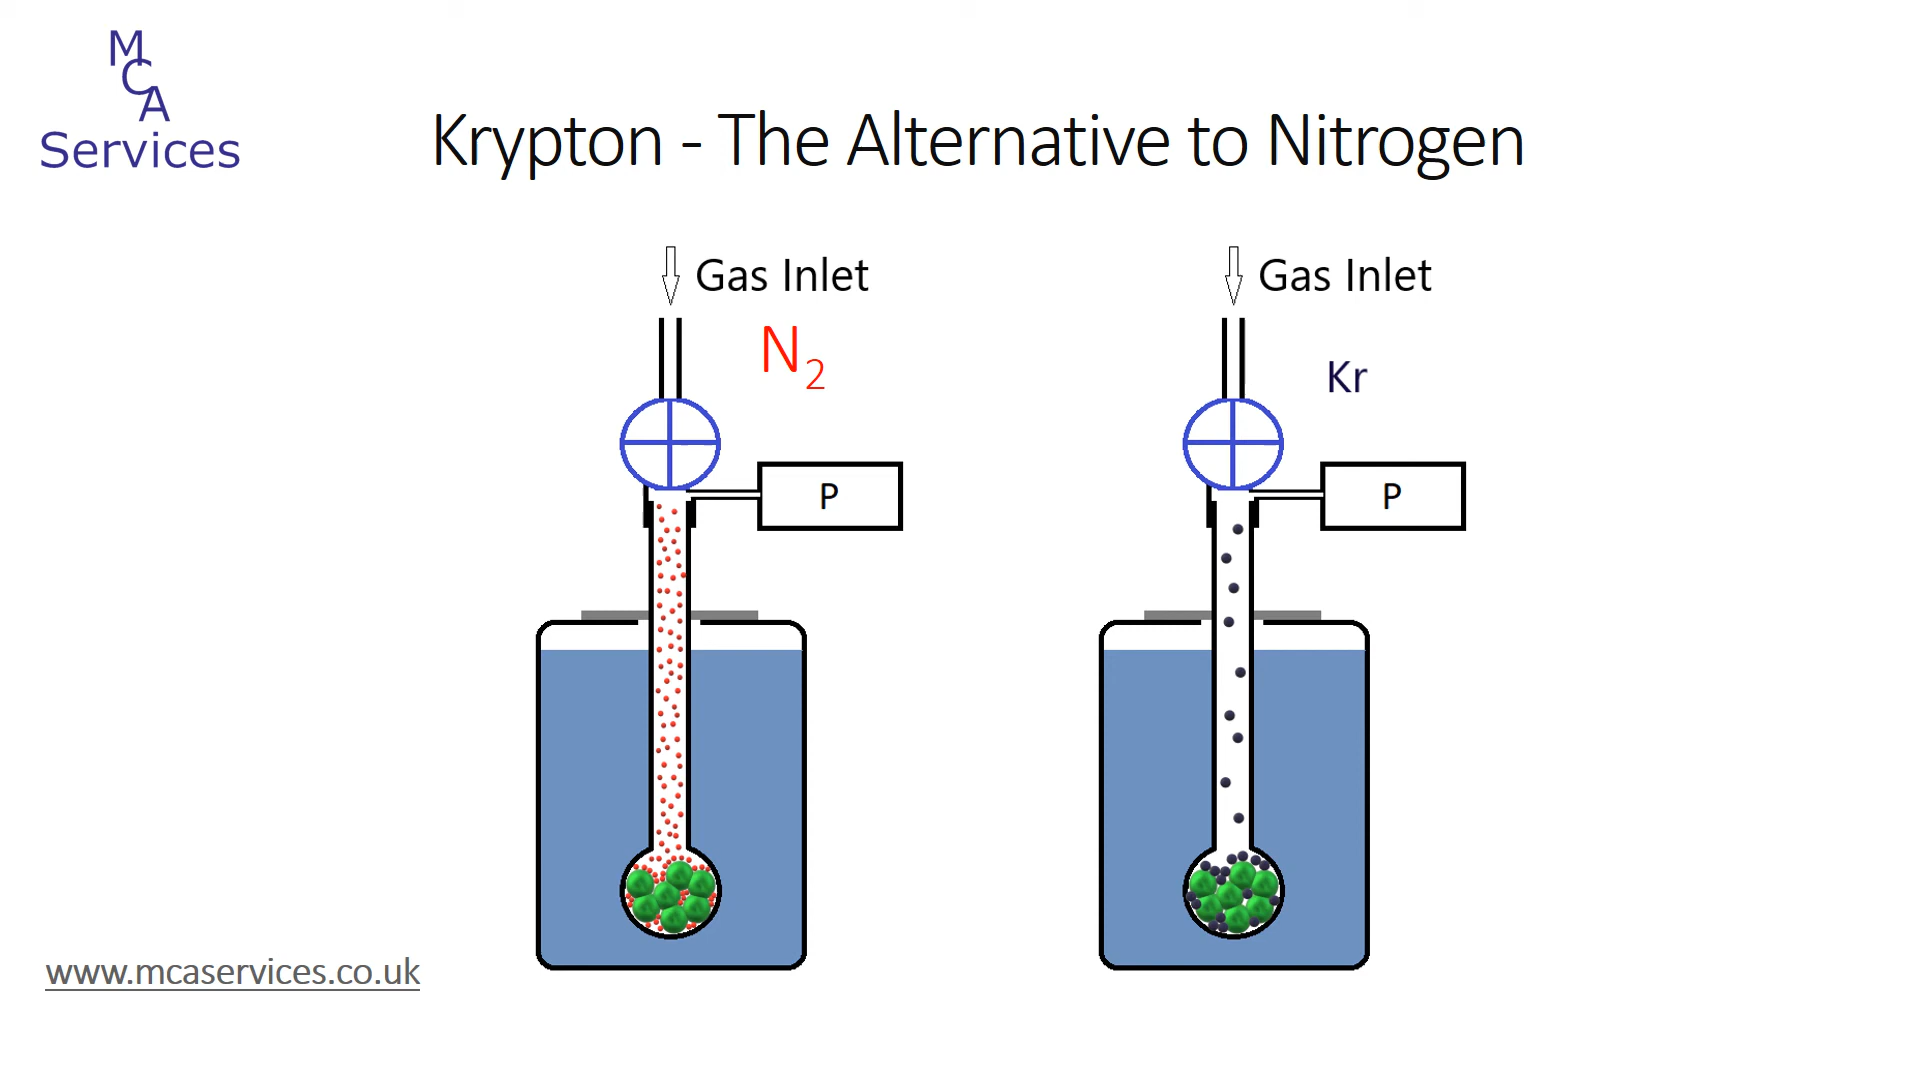 M
C
A
Services
Krypton - The Alternative to Nitrogen
Gas Inlet
Gas Inlet
N₂
Kr
P
P
www.mcaservices.co.uk